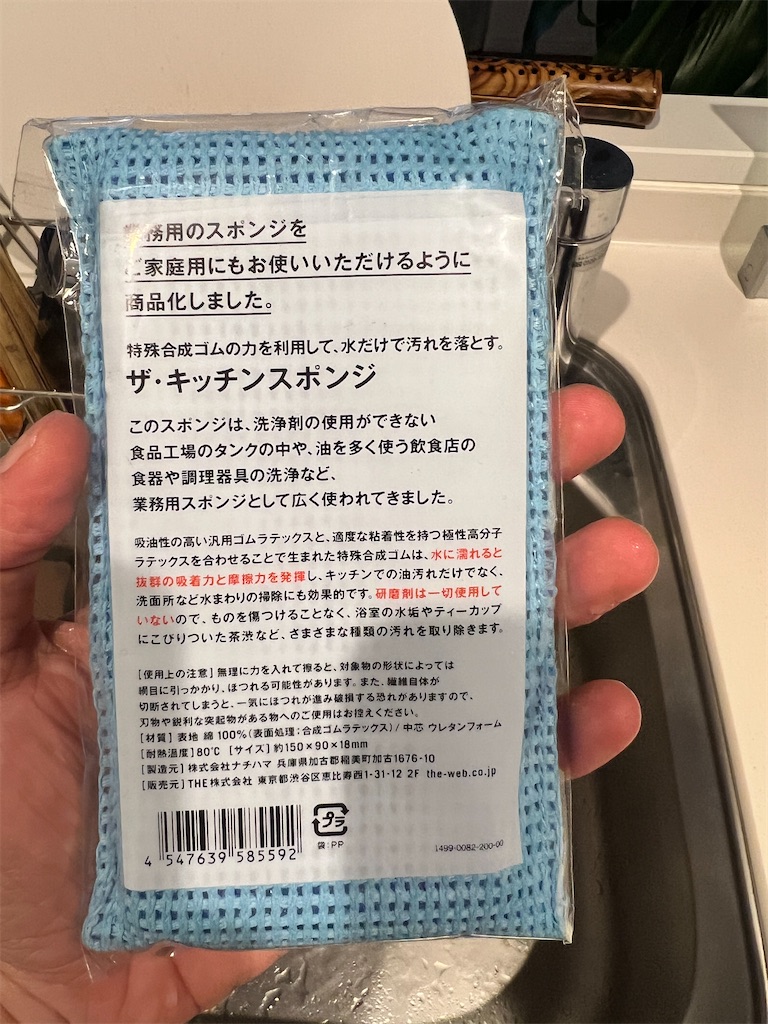 業務用のスポンジを
ご家庭用にもお使いいただけるように
商品化しました。
特殊合成ゴムの力を利用して、水だけで汚れを落とす。
ザ・キッチンスポンジ
このスポンジは、洗浄剤の使用ができない
食品工場のタンクの中や、油を多く使う飲食店の
食器や調理器具の洗浄など、
業務用スポンジとして広く使われてきました。
吸油性の高い汎用ゴムラテックスと、適度な粘着性を持つ極性高分子
ラテックスを合わせることで生まれた特殊合成ゴムは、水に濡れると
抜群の吸着力と摩擦力を発揮し、キッチンでの油汚れだけでなく、
洗面所など水まわりの掃除にも効果的です。研磨剤は一切使用して
いないので、ものを傷つけることなく、浴室の水垢やティーカップ
にこびりついた茶渋など、さまざまな種類の汚れを取り除きます。
[使用上の注意] 無理に力を入れて擦ると、対象物の形状によっては
網目に引っかかり、ほつれる可能性があります。また、繊維自体が
切断されてしまうと、一気にほつれが進み破損する恐れがありますので、
刃物や鋭利な突起物がある物へのご使用はお控えください。
[材質] 表地 綿100%(表面処理:合成ゴムラテックス)/中芯 ウレタンフォーム
[耐熱温度]80℃ [サイズ] 約150×90×18mm
[製造元] 株式会社ナチハマ 兵庫県加古郡稲美町加古1676-10
[販売元] THE株式会社 東京都渋谷区恵比寿西1-31-12 2F the-web.co.jp
4 547639 585592
プラ
袋:PP
1499-0082-200-00